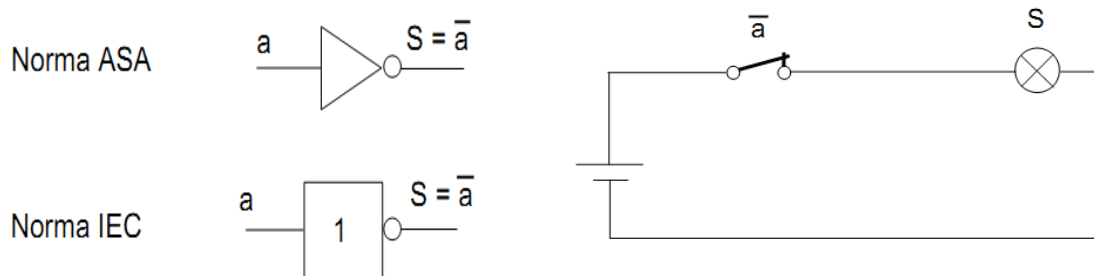 Norma ASA
a
S = a̅
a̅
S
Norma IEC
a
1
S = a̅